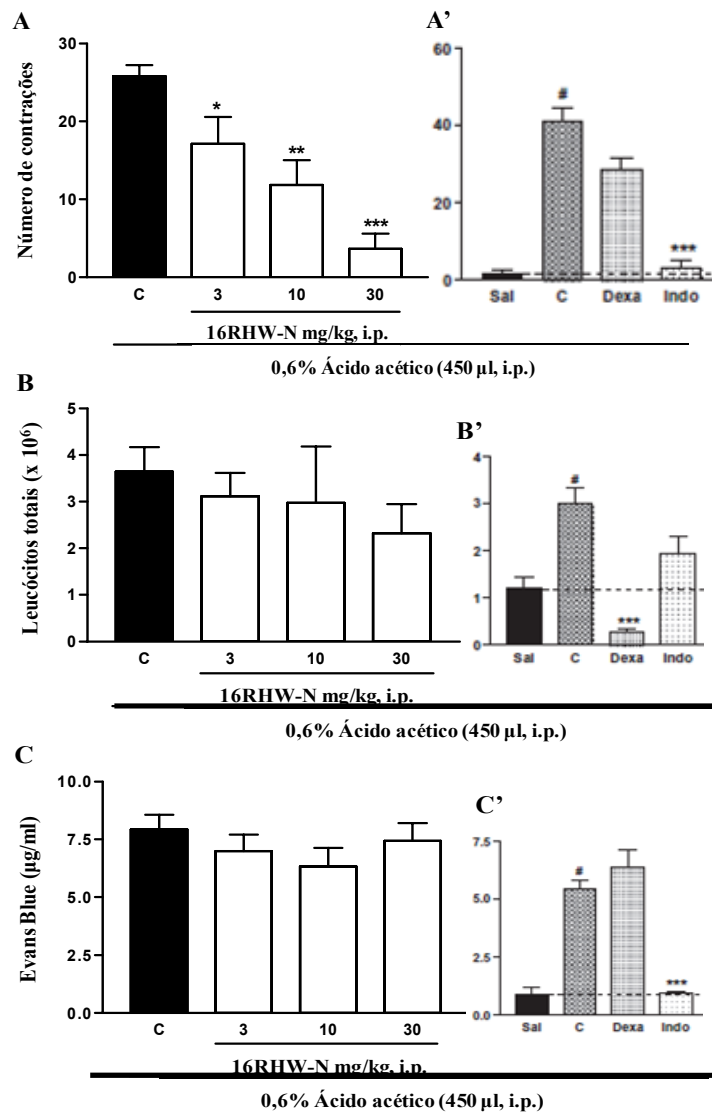 A
A’
Número de contrações
30
20
10
0
*
**
***
C 3 10 30
16RHW-N mg/kg, i.p.
60
40
20
0
#
***
Sal C Dexa Indo
0,6% Ácido acético (450 µl, i.p.)
B
B’
Leucócitos totais (x 10⁶)
5
4
3
2
1
0
C 3 10 30
16RHW-N mg/kg, i.p.
4
3
2
1
0
#
***
Sal C Dexa Indo
0,6% Ácido acético (450 µl, i.p.)
C
C’
Evans Blue (µg/ml)
10.0
7.5
5.0
2.5
0.0
C 3 10 30
16RHW-N mg/kg, i.p.
7.5
5.0
2.5
0.0
#
***
Sal C Dexa Indo
0,6% Ácido acético (450 µl, i.p.)